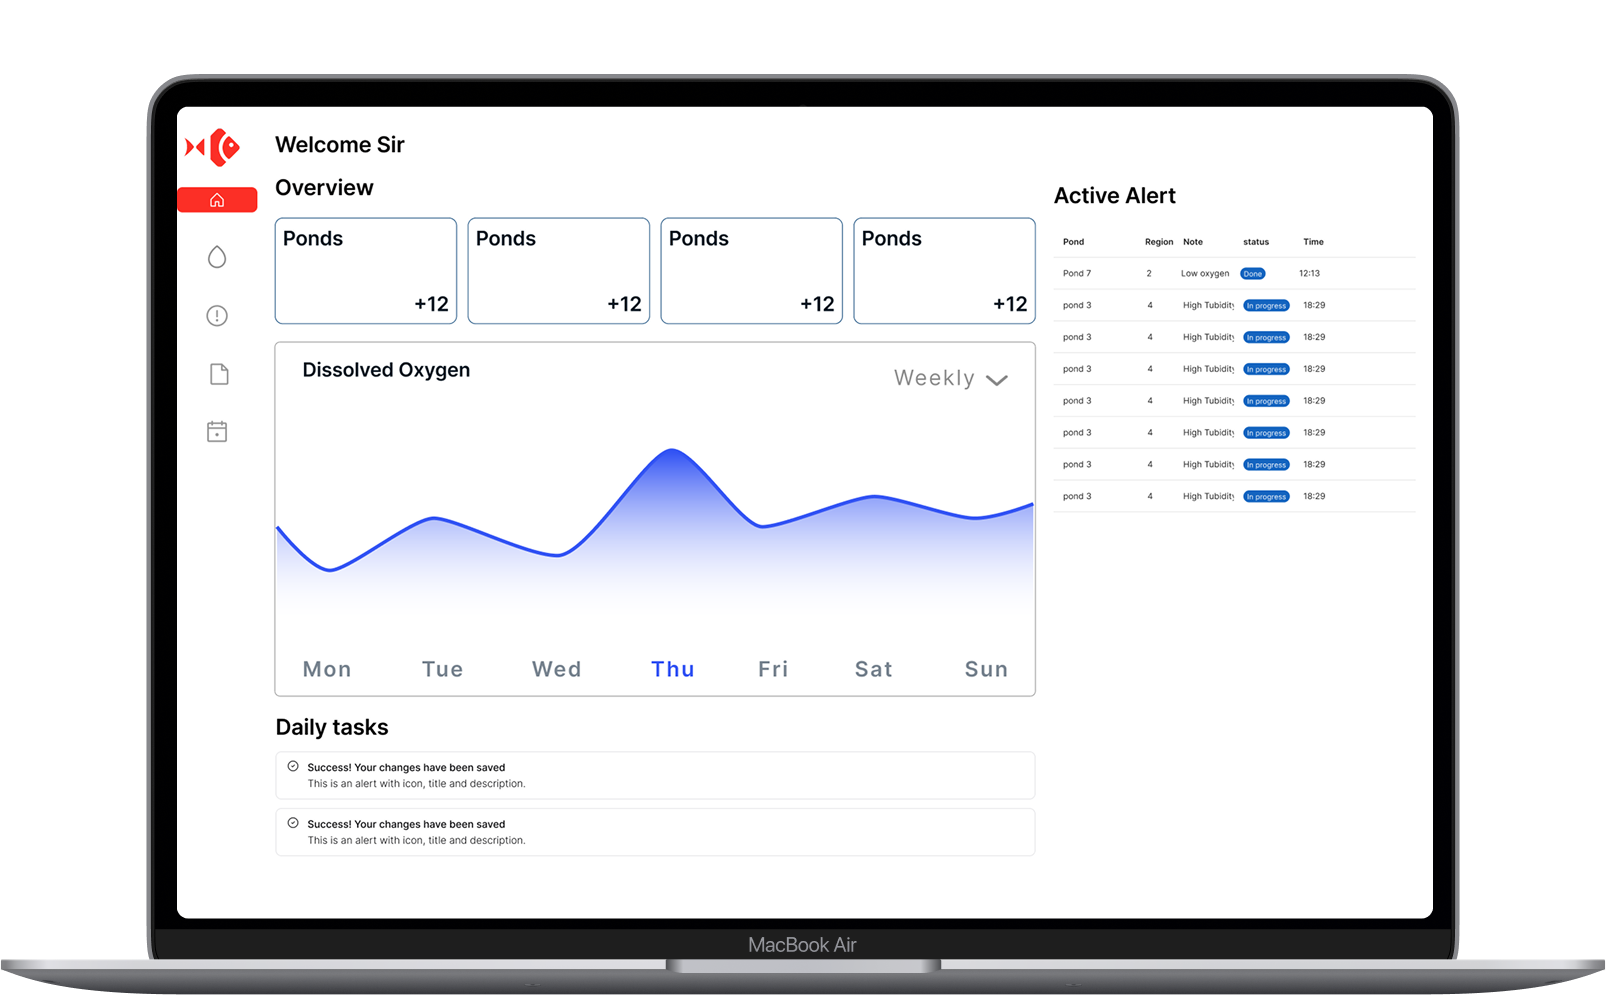 Welcome Sir
Overview
Ponds
+12
Ponds
+12
Ponds
+12
Ponds
+12
Dissolved Oxygen
Weekly
Mon Tue Wed Thu Fri Sat Sun
Daily tasks
Success! Your changes have been saved
This is an alert with icon, title and description.
Success! Your changes have been saved
This is an alert with icon, title and description.
Active Alert
Pond Region Note status Time
Pond 7 2 Low oxygen Done 12:13
pond 3 4 High Tubidity In progress 18:29
pond 3 4 High Tubidity In progress 18:29
pond 3 4 High Tubidity In progress 18:29
pond 3 4 High Tubidity In progress 18:29
pond 3 4 High Tubidity In progress 18:29
pond 3 4 High Tubidity In progress 18:29
pond 3 4 High Tubidity In progress 18:29
MacBook Air